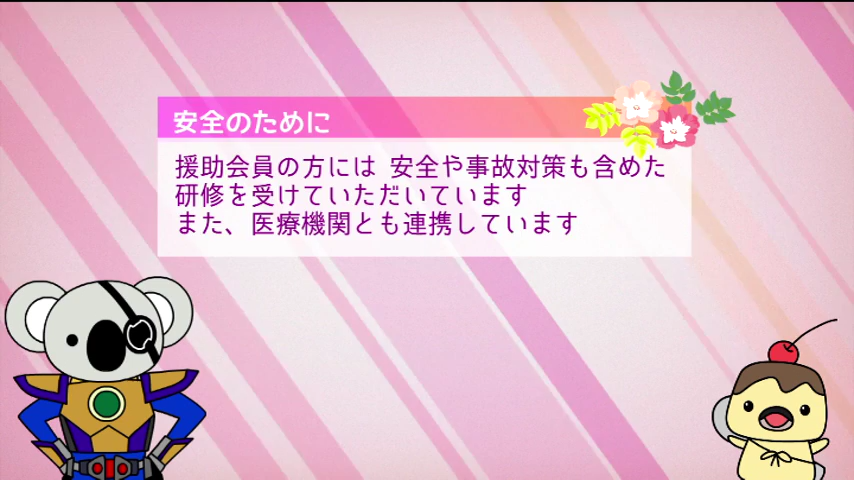 安全のために
援助会員の方には 安全や事故対策も含めた
研修を受けていただいています
また、医療機関とも連携しています